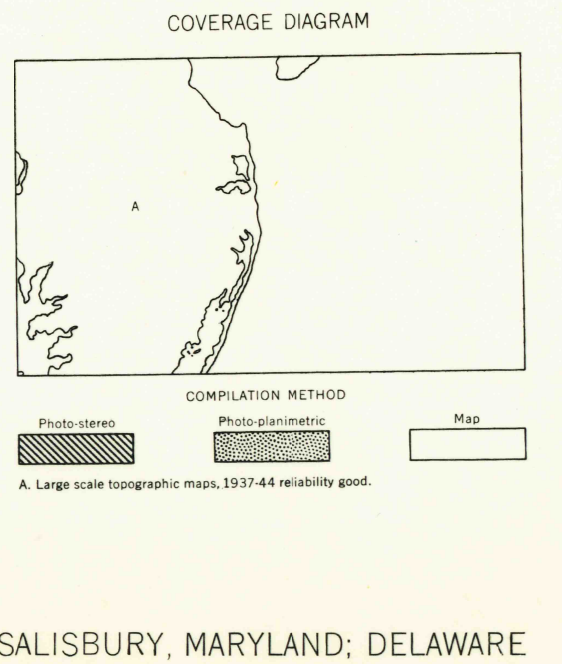 COVERAGE DIAGRAM
A
COMPILATION METHOD
Photo-stereo
Photo-planimetric
Map
A. Large scale topographic maps, 1937-44 reliability good.
SALISBURY, MARYLAND; DELAWARE